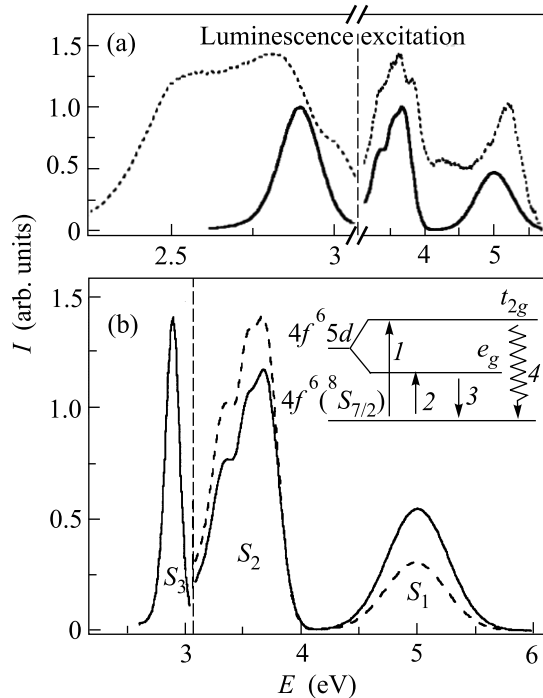 (a)
Luminescence excitation
1.5
1.0
0.5
0
2.5 3 4 5
I (arb. units)
(b)
1.5
1.0
0.5
0
4f⁶5d
t₂g
e_g
4f⁶(⁸S₇/₂)
1 2 3 4
S₃ S₂ S₁
3 4 5 6
E (eV)